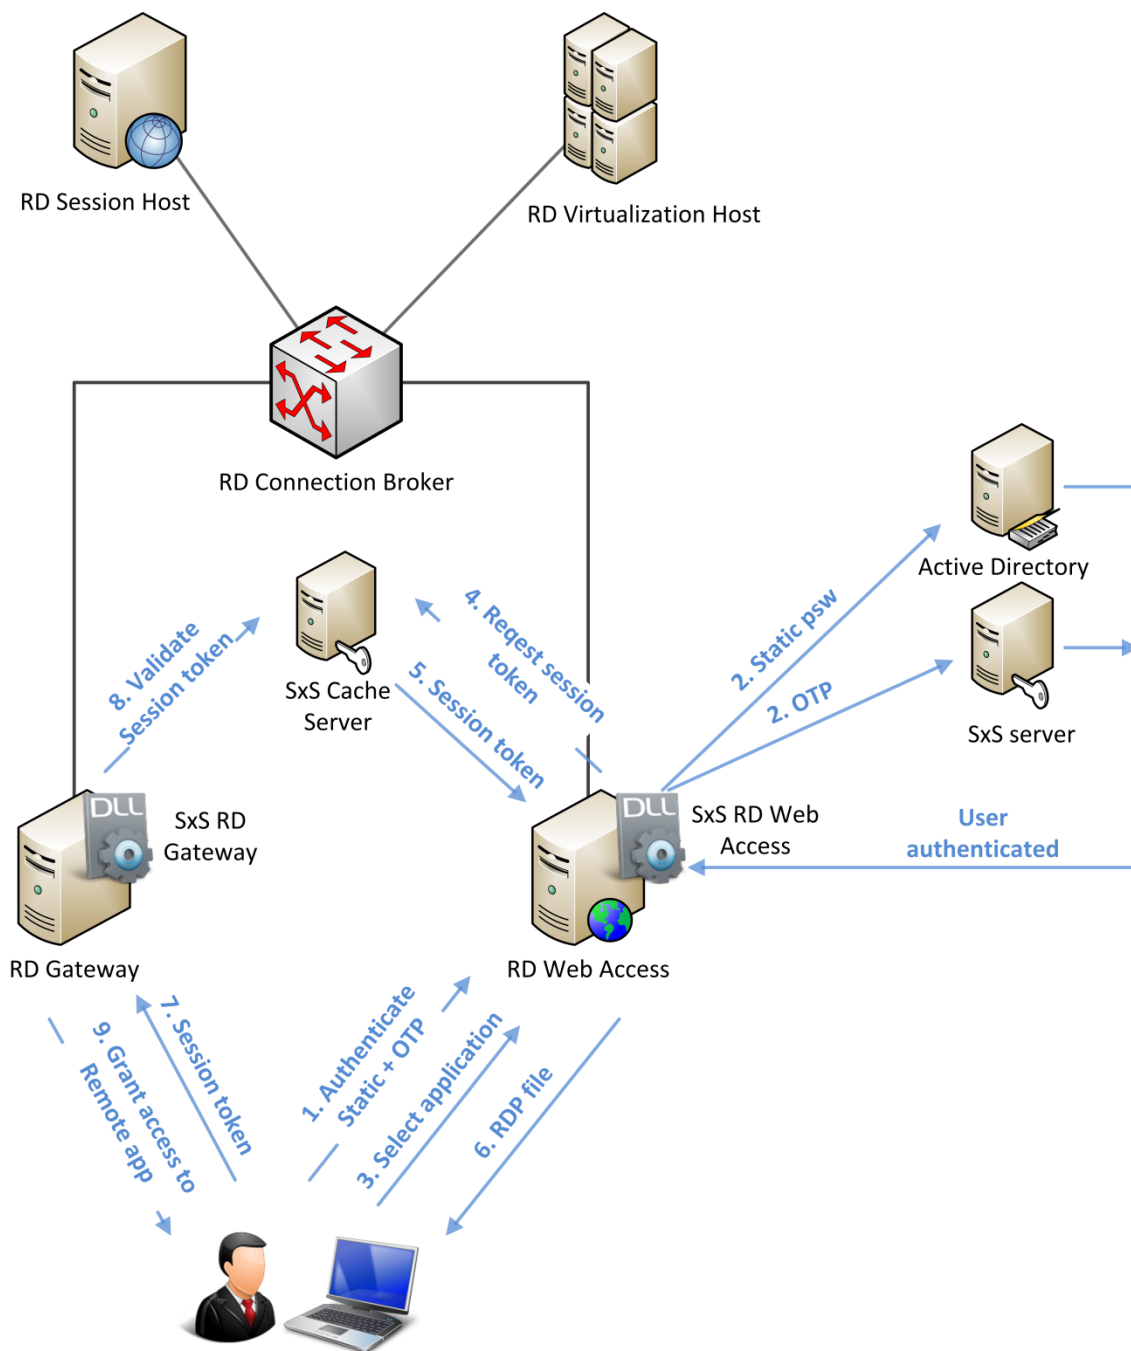 RD Session Host
RD Virtualization Host
RD Connection Broker
Active Directory
2. Static psw
2. OTP
SxS server
4. Reqest session
token
5. Session token
8. Validate
Session token
SxS Cache
Server
DLL
SxS RD
Gateway
DLL
SxS RD Web
Access
User
authenticated
RD Gateway
RD Web Access
7. Session token
9. Grant access to
Remote app
1. Authenticate
Static + OTP
3. Select application
6. RDP file